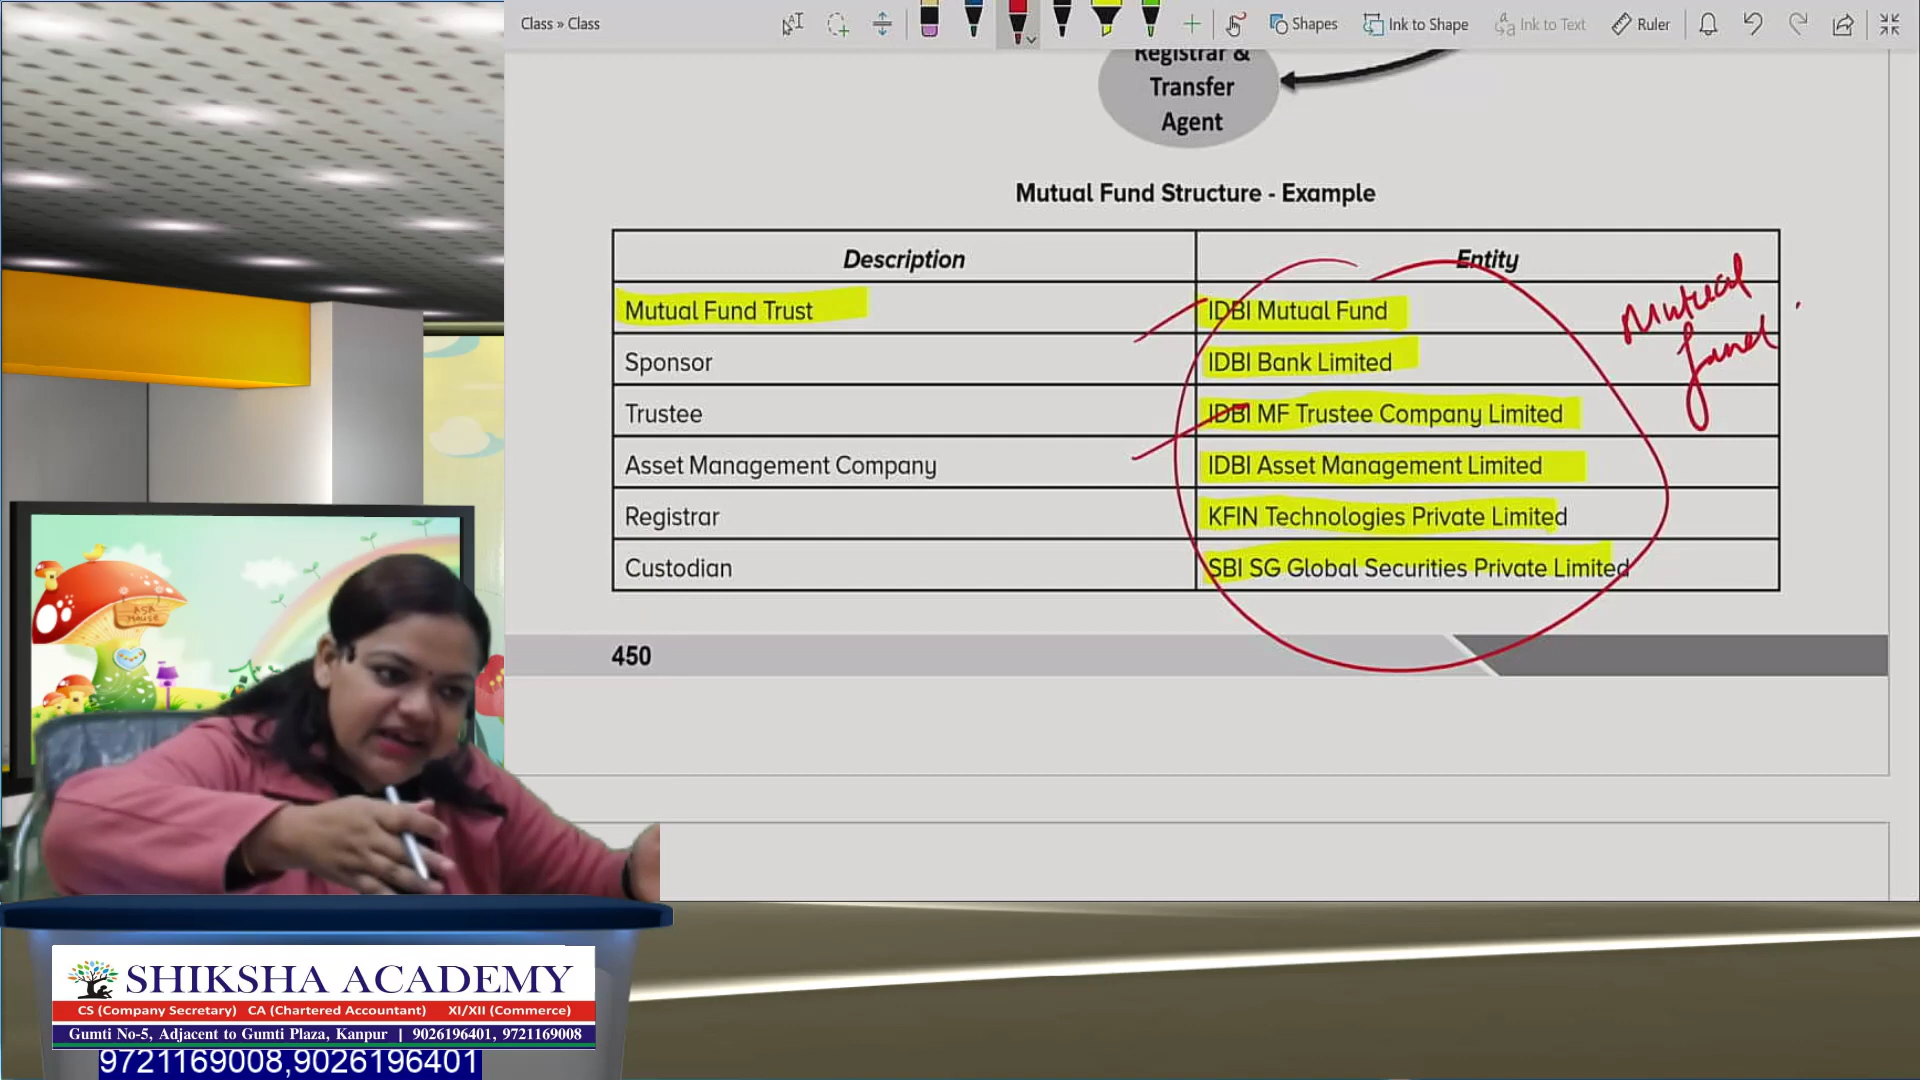 Class » Class
Shapes
Ink to Shape
Ink to Text
Ruler
Registrar &
Transfer
Agent
Mutual Fund Structure - Example
Description Entity
Mutual Fund Trust IDBI Mutual Fund
Sponsor IDBI Bank Limited
Trustee IDBI MF Trustee Company Limited
Asset Management Company IDBI Asset Management Limited
Registrar KFIN Technologies Private Limited
Custodian SBI SG Global Securities Private Limited
Mutual
fund
450
ASA
House
SHIKSHA ACADEMY
CS (Company Secretary) CA (Chartered Accountant) XI/XII (Commerce)
Gumti No-5, Adjacent to Gumti Plaza, Kanpur | 9026196401, 9721169008
9721169008,9026196401